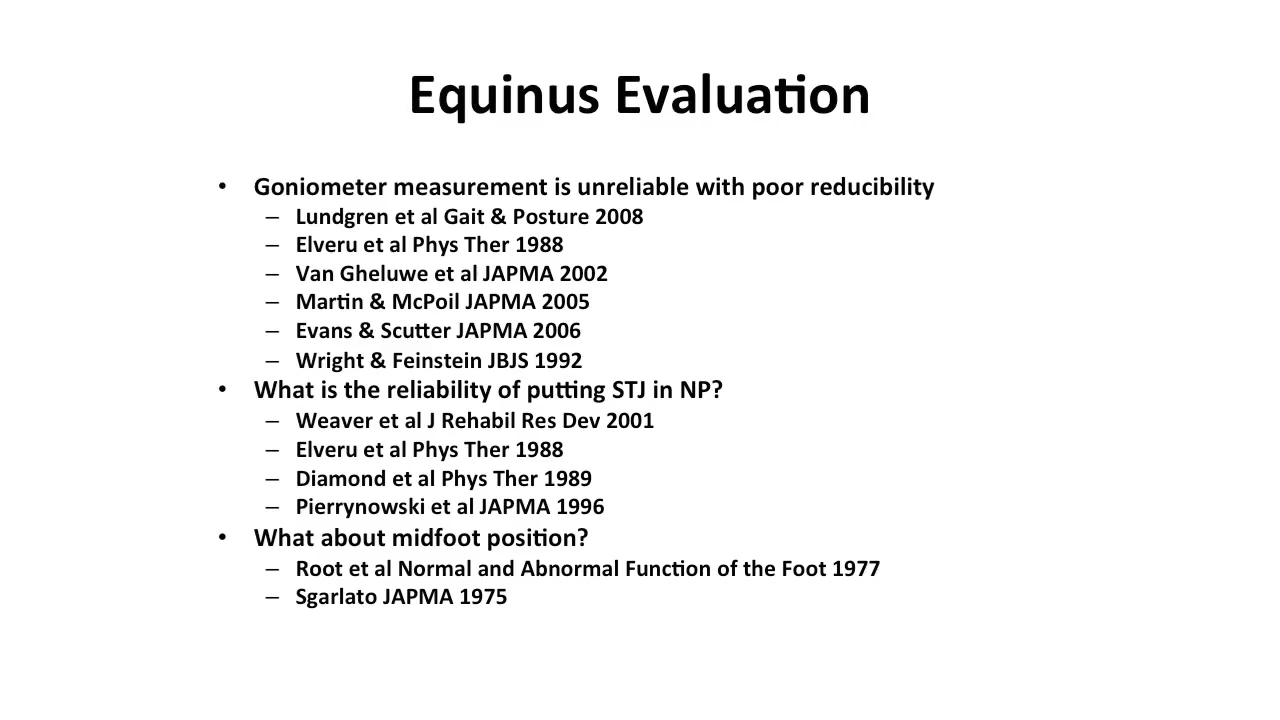 Equinus Evaluation
• Goniometer measurement is unreliable with poor reducibility
– Lundgren et al Gait & Posture 2008
– Elveru et al Phys Ther 1988
– Van Gheluwe et al JAPMA 2002
– Martin & McPoil JAPMA 2005
– Evans & Scutter JAPMA 2006
– Wright & Feinstein JBJS 1992
• What is the reliability of putting STJ in NP?
– Weaver et al J Rehabil Res Dev 2001
– Elveru et al Phys Ther 1988
– Diamond et al Phys Ther 1989
– Pierrynowski et al JAPMA 1996
• What about midfoot position?
– Root et al Normal and Abnormal Function of the Foot 1977
– Sgarlato JAPMA 1975